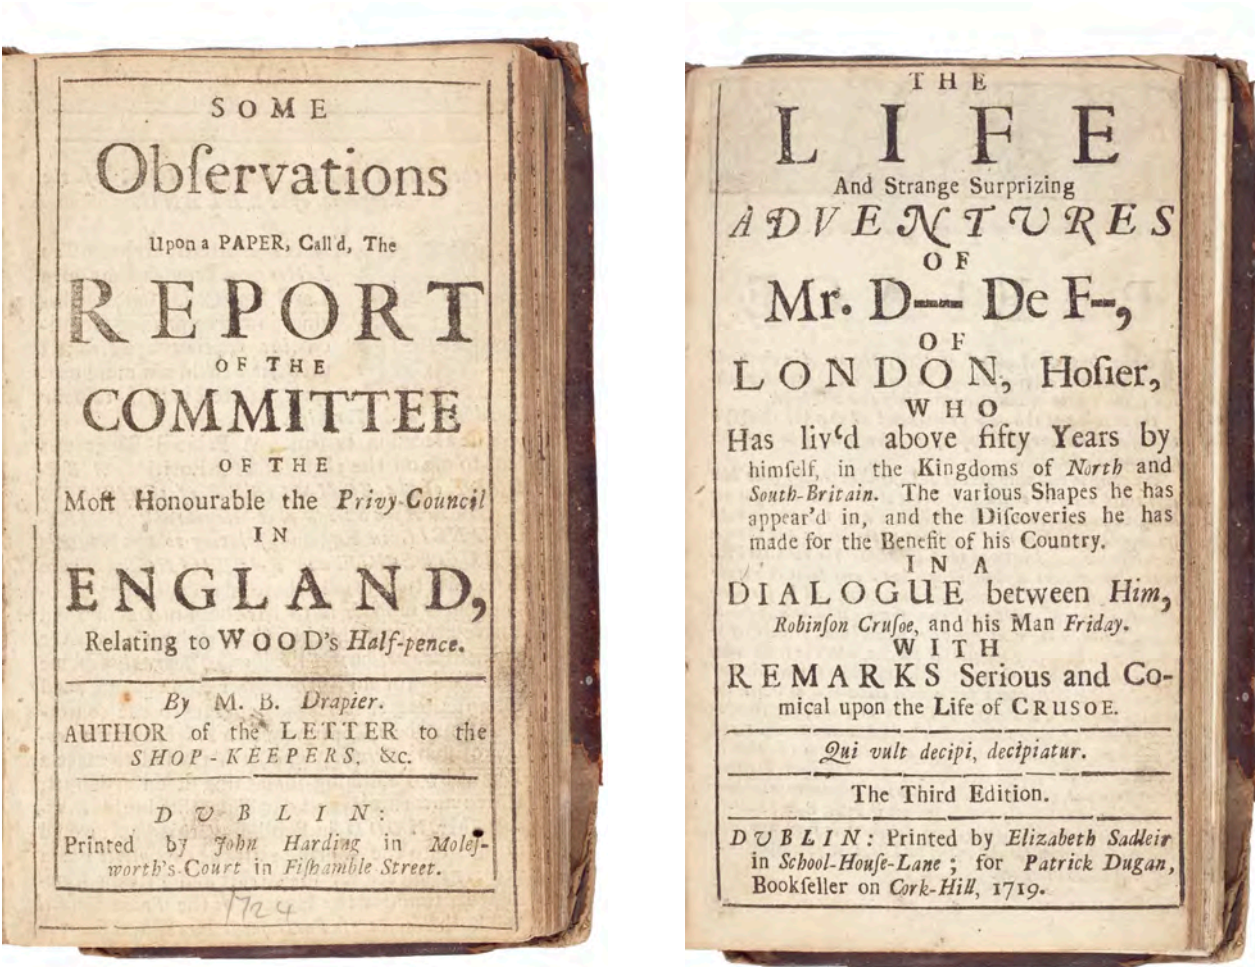 SOME
Obſervations
Upon a PAPER, Call'd, The
REPORT
OF THE
COMMITTEE
OF THE
Moſt Honourable the Privy-Council
IN
ENGLAND,
Relating to WOOD's Half-pence.
By M. B. Drapier.
AUTHOR of the LETTER to the
SHOP-KEEPERS, &c.
DUBLIN:
Printed by John Harding in Moleſ-
worth's-Court in Fiſhamble Street.
1724
THE
LIFE
And Strange Surprizing
ADVENTURES
OF
Mr. D—— De F—,
OF
LONDON, Hoſier,
WHO
Has liv‘d above fifty Years by
himſelf, in the Kingdoms of North and
South-Britain. The various Shapes he has
appear'd in, and the Diſcoveries he has
made for the Benefit of his Country.
IN A
DIALOGUE between Him,
Robinſon Cruſoe, and his Man Friday.
WITH
REMARKS Serious and Co-
mical upon the Life of CRUSOE.
Qui vult decipi, decipiatur.
The Third Edition.
DUBLIN: Printed by Elizabeth Sadleir
in School-Houſe-Lane; for Patrick Dugan,
Bookſeller on Cork-Hill, 1719.